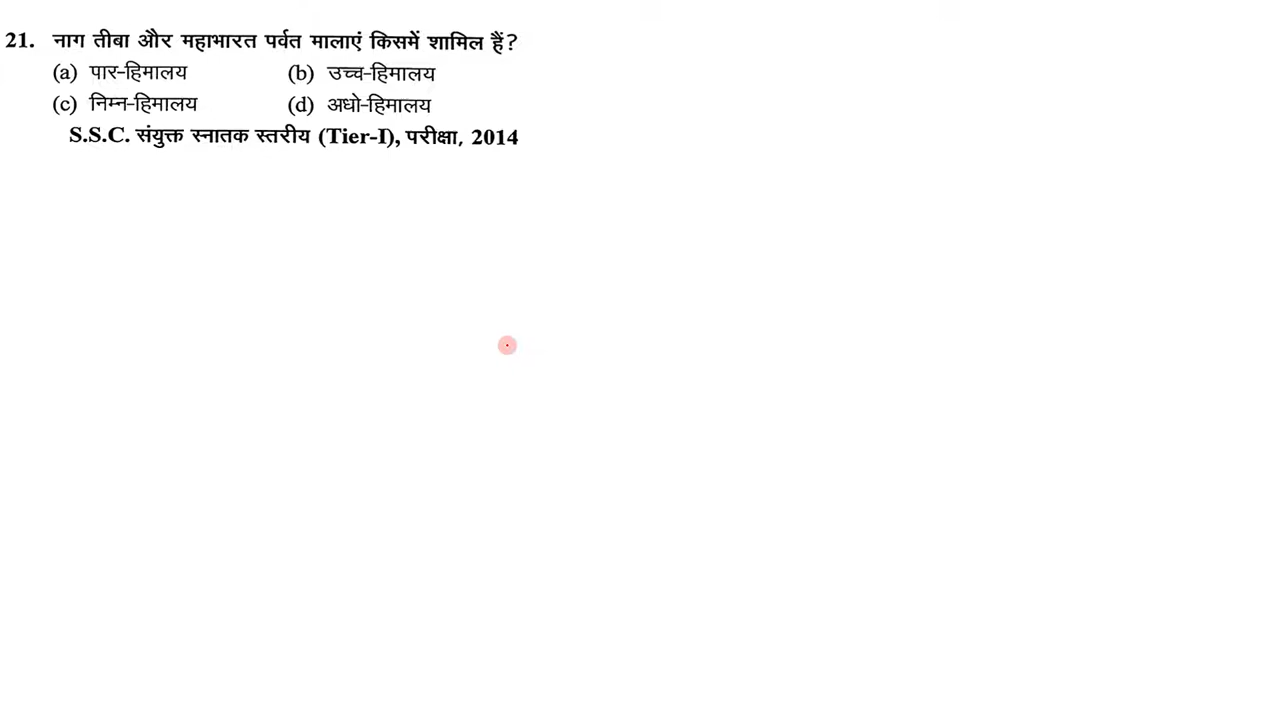 21. नाग तीबा और महाभारत पर्वत मालाएं किसमें शामिल हैं?
(a) पार-हिमालय (b) उच्च-हिमालय
(c) निम्न-हिमालय (d) अधो-हिमालय
S.S.C. संयुक्त स्नातक स्तरीय (Tier-I), परीक्षा, 2014